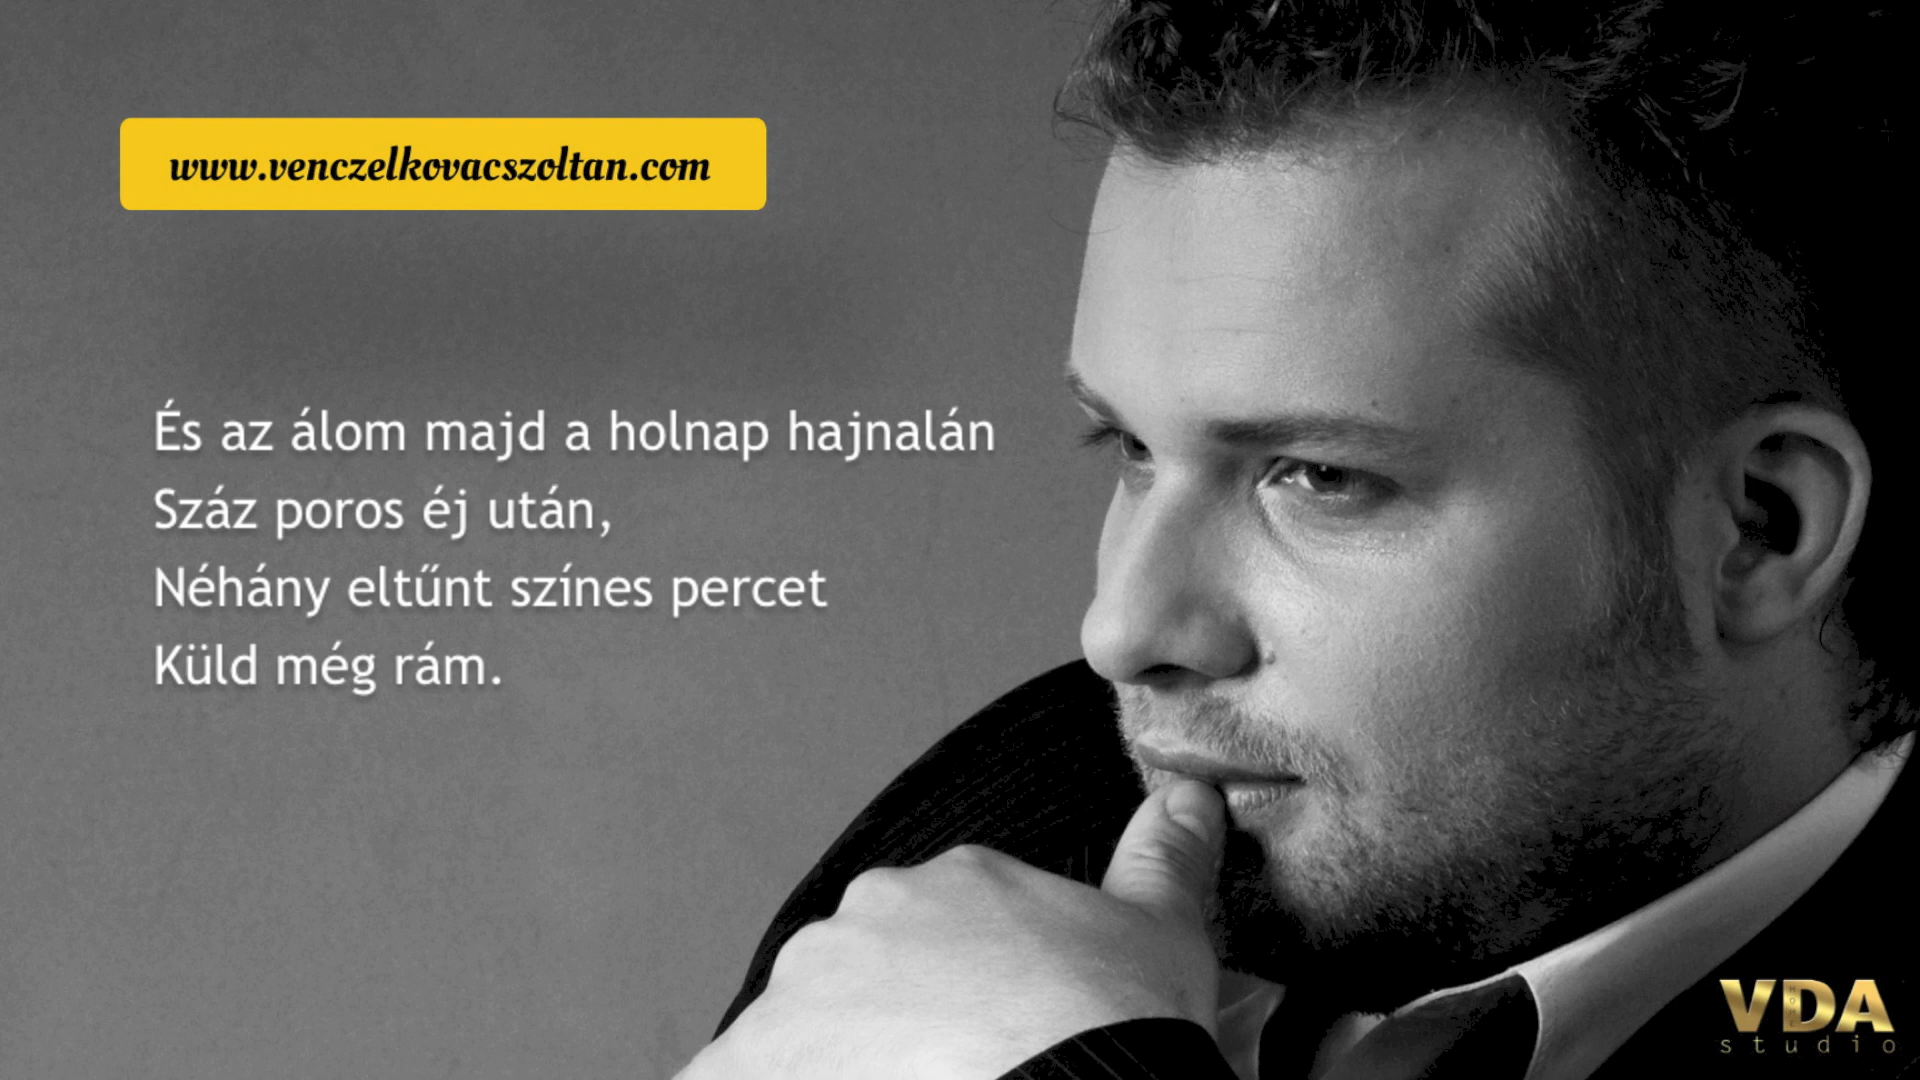 www.venczelkovacszoltan.com
És az álom majd a holnap hajnalán
Száz poros éj után,
Néhány eltűnt színes percet
Küld még rám.
VDA
studio